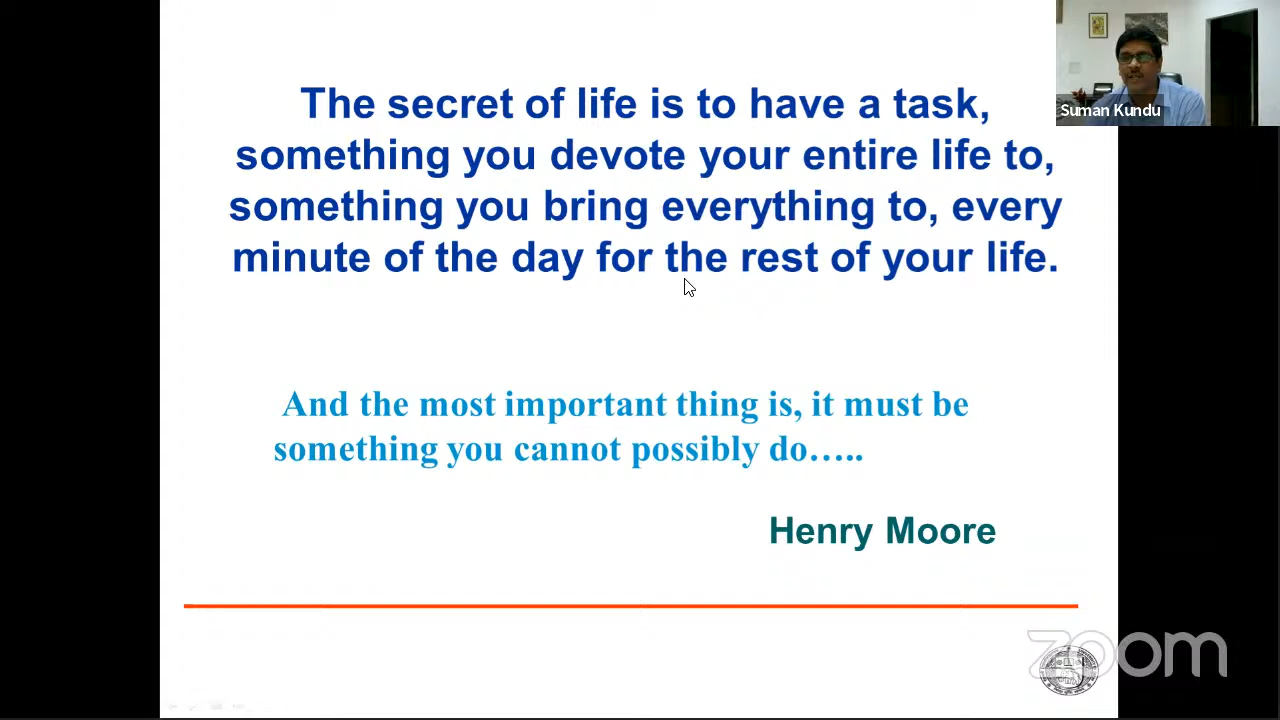 The secret of life is to have a task,
something you devote your entire life to,
something you bring everything to, every
minute of the day for the rest of your life.
And the most important thing is, it must be
something you cannot possibly do…..
Henry Moore
Suman Kundu
zoom